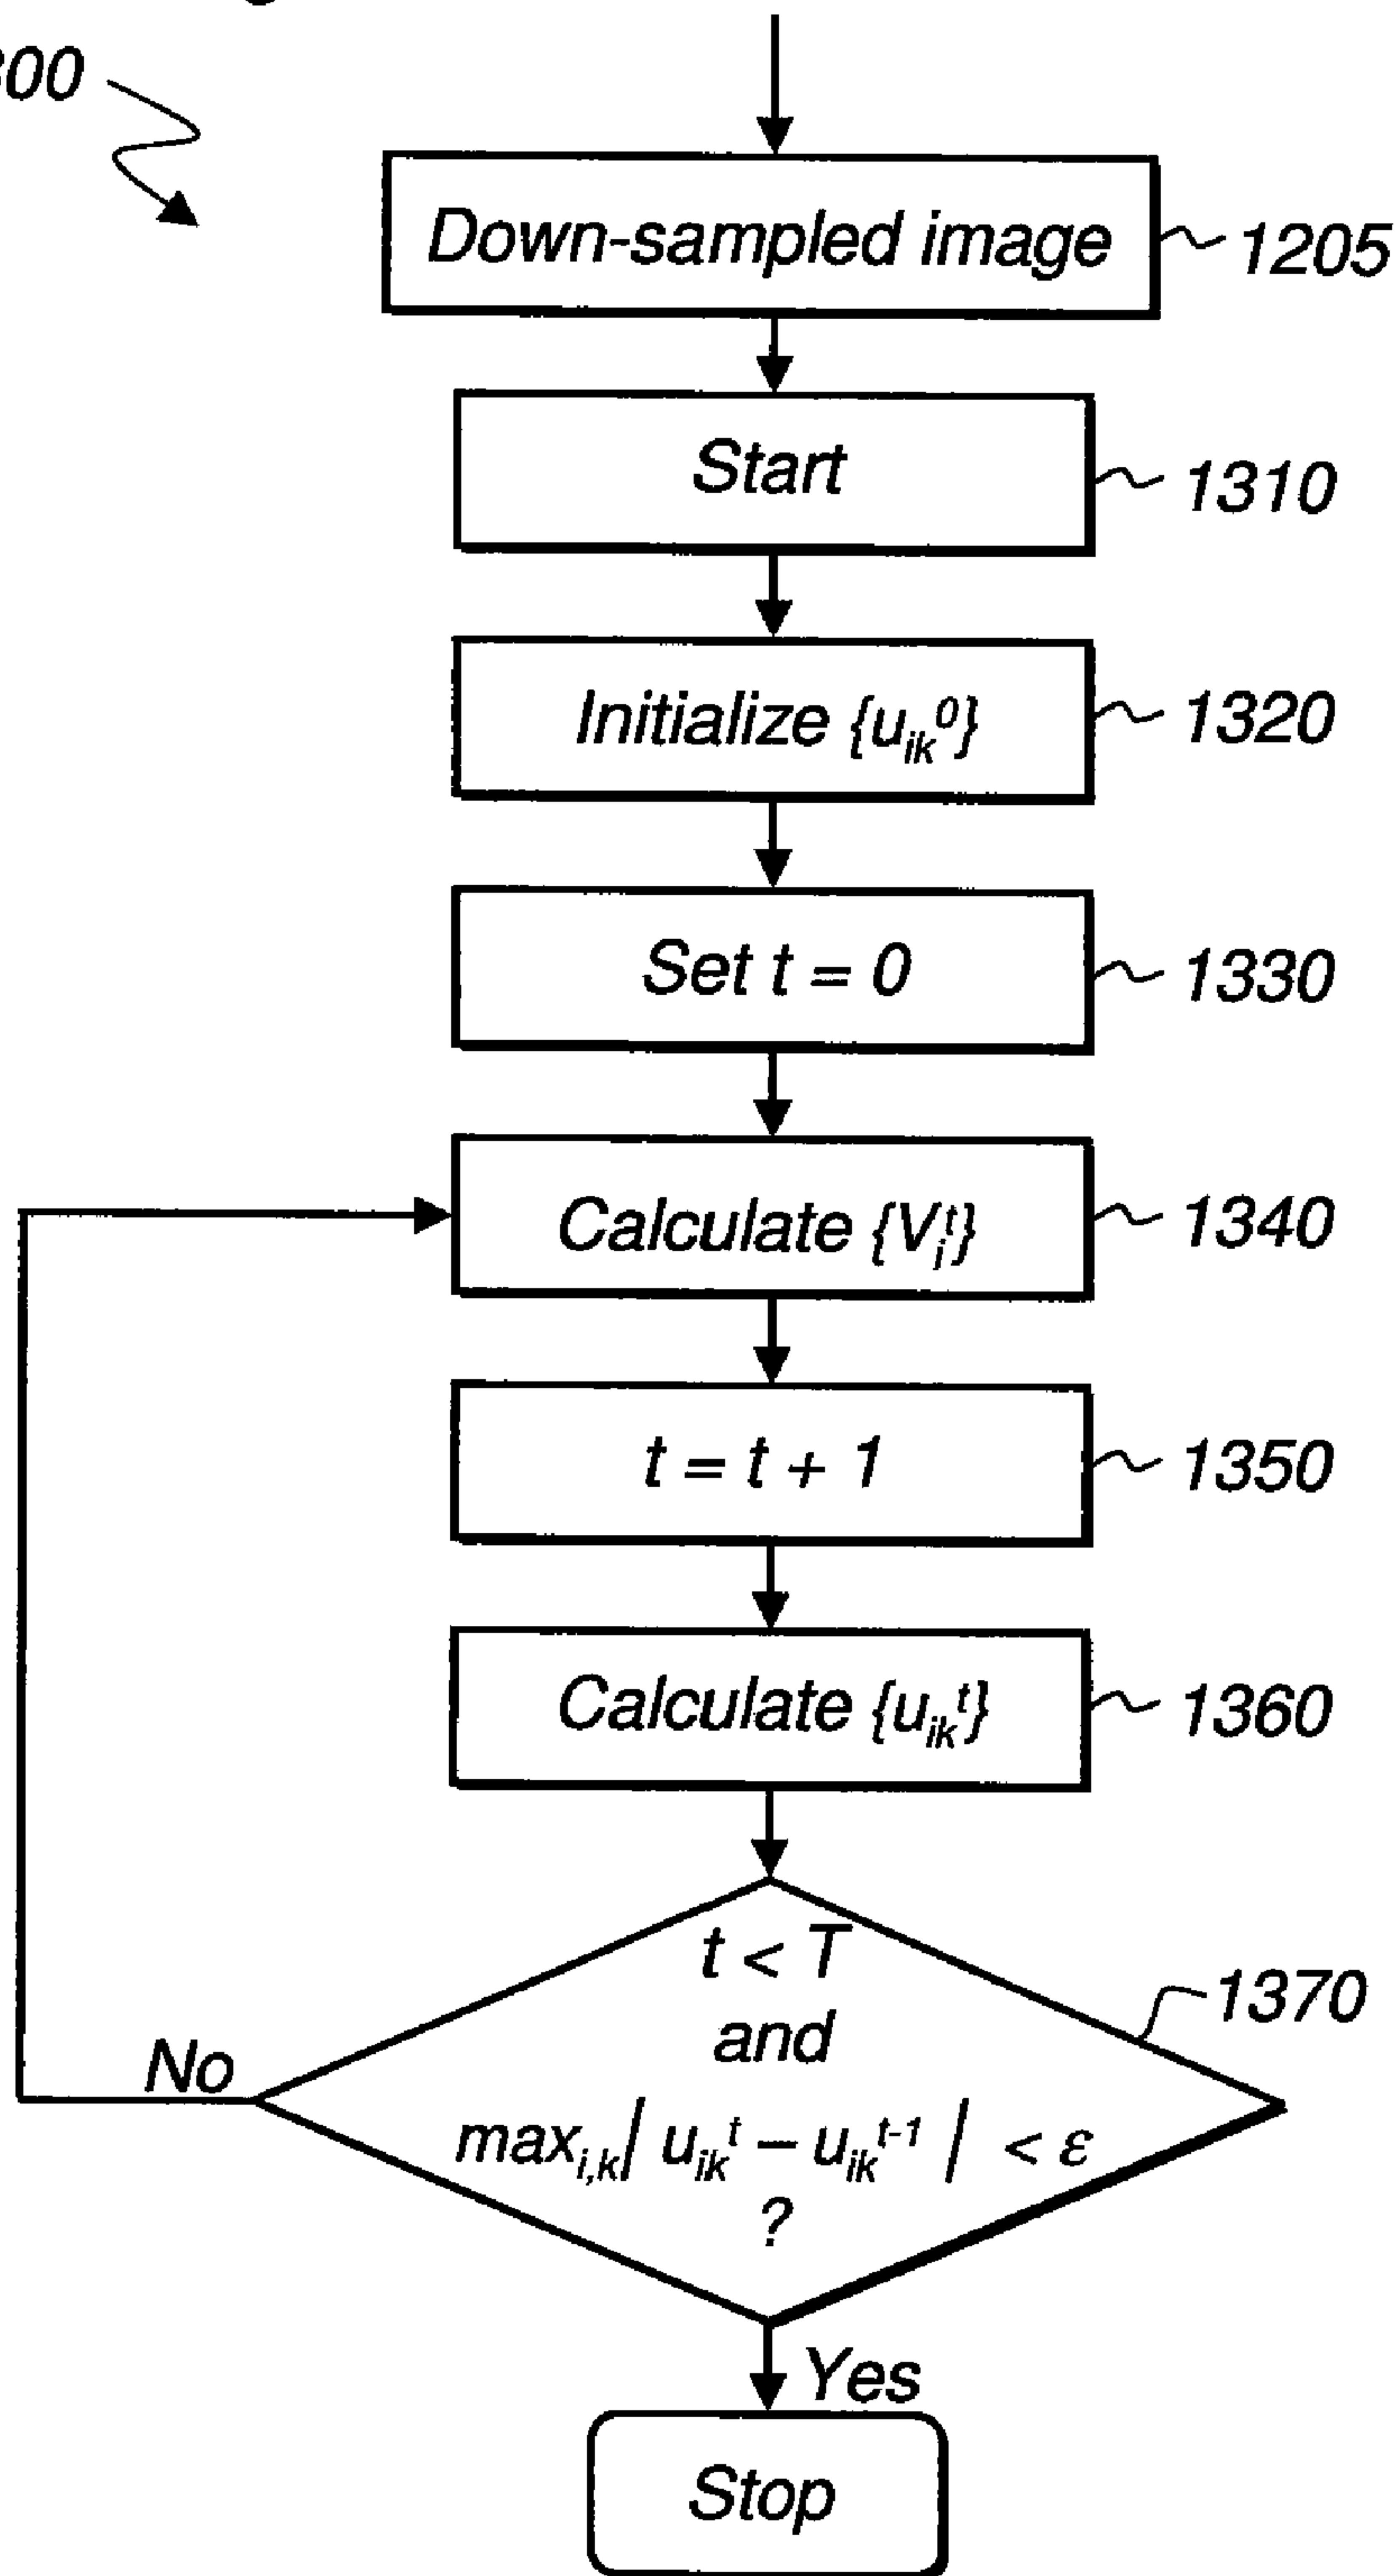 Down-sampled image
1205
Start
1310
Initialize {u_ik^0}
1320
Set t = 0
1330
Calculate {V_i^t}
1340
t = t + 1
1350
Calculate {u_ik^t}
1360
t < T
and
max_i,k | u_ik^t – u_ik^t-1 | < ε
?
1370
No
Yes
Stop